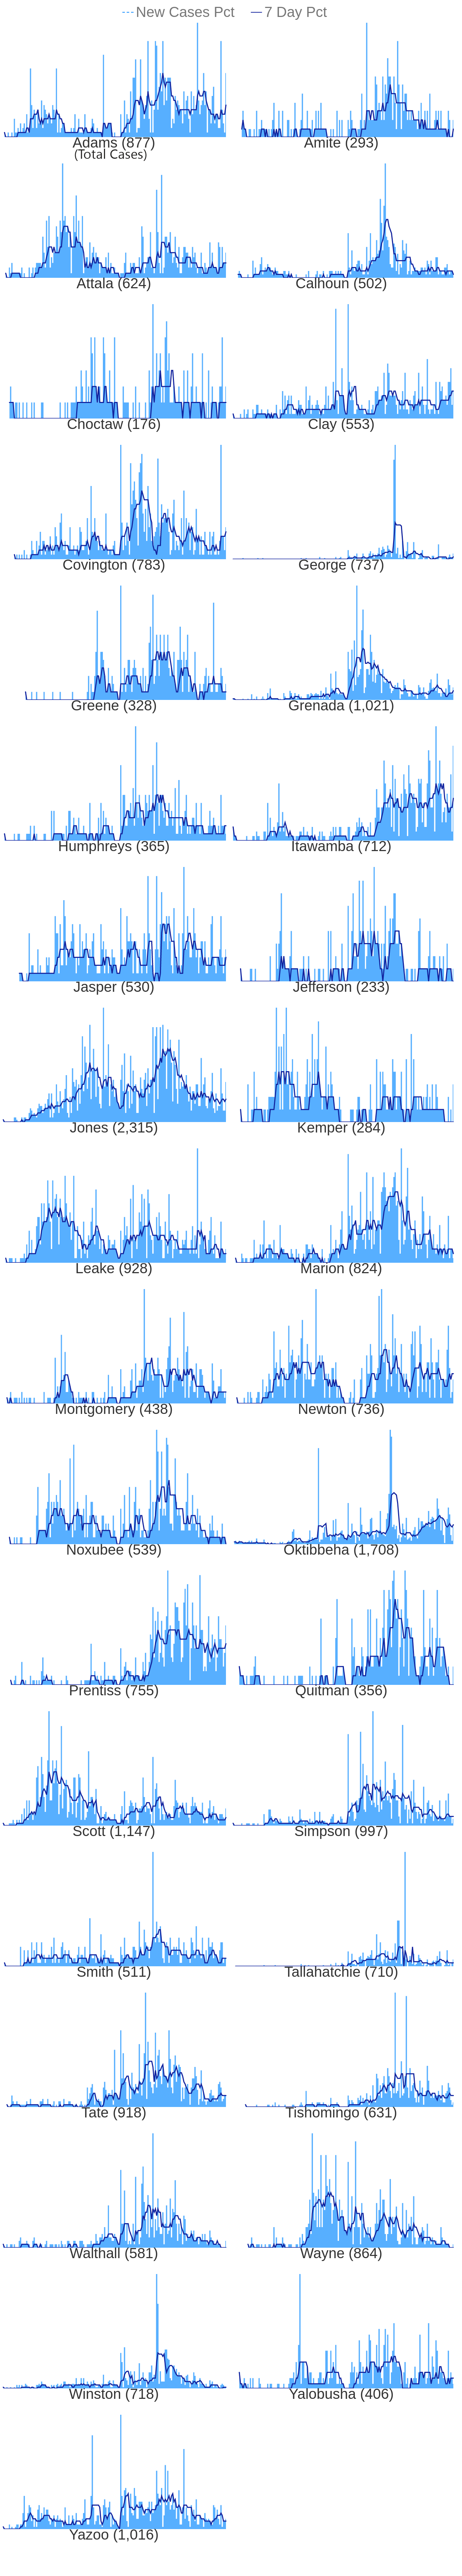 New Cases Pct 7 Day Pct
Adams (877) Amite (293)
(Total Cases)
Attala (624) Calhoun (502)
Choctaw (176) Clay (553)
Covington (783) George (737)
Greene (328) Grenada (1,021)
Humphreys (365) Itawamba (712)
Jasper (530) Jefferson (233)
Jones (2,315) Kemper (284)
Leake (928) Marion (824)
Montgomery (438) Newton (736)
Noxubee (539) Oktibbeha (1,708)
Prentiss (755) Quitman (356)
Scott (1,147) Simpson (997)
Smith (511) Tallahatchie (710)
Tate (918) Tishomingo (631)
Walthall (581) Wayne (864)
Winston (718) Yalobusha (406)
Yazoo (1,016)